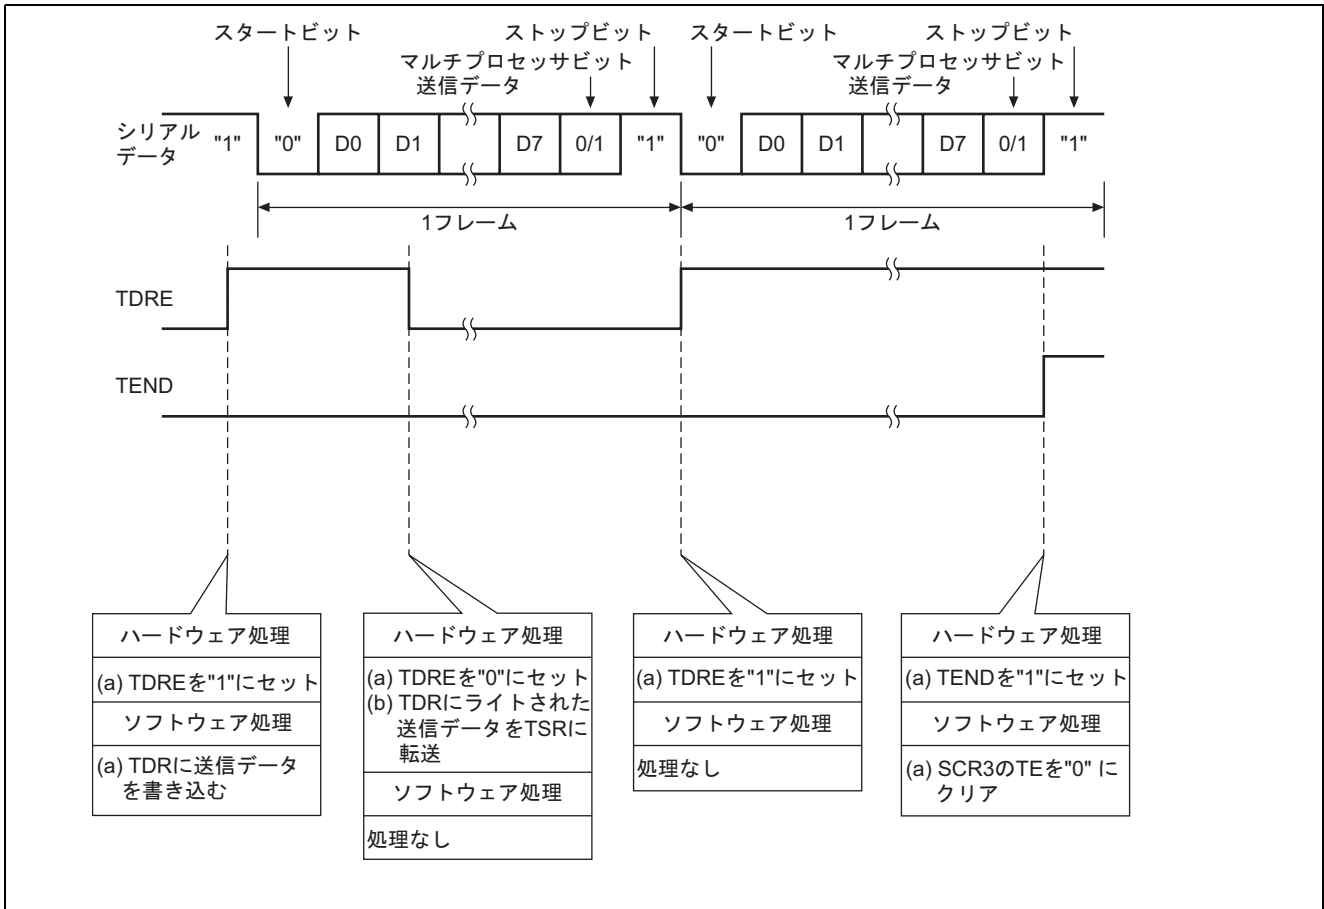 スタートビット ストップビット スタートビット ストップビット
マルチプロセッサビット マルチプロセッサビット
送信データ 送信データ
シリアル
データ
"1" "0" D0 D1 D7 0/1 "1" "0" D0 D1 D7 0/1 "1"
1フレーム 1フレーム
TDRE
TEND
ハードウェア処理
(a) TDREを"1"にセット
ソフトウェア処理
(a) TDRに送信データ
を書き込む
ハードウェア処理
(a) TDREを"0"にセット
(b) TDRにライトされた
送信データをTSRに
転送
ソフトウェア処理
処理なし
ハードウェア処理
(a) TDREを"1"にセット
ソフトウェア処理
処理なし
ハードウェア処理
(a) TENDを"1"にセット
ソフトウェア処理
(a) SCR3のTEを"0" に
クリア